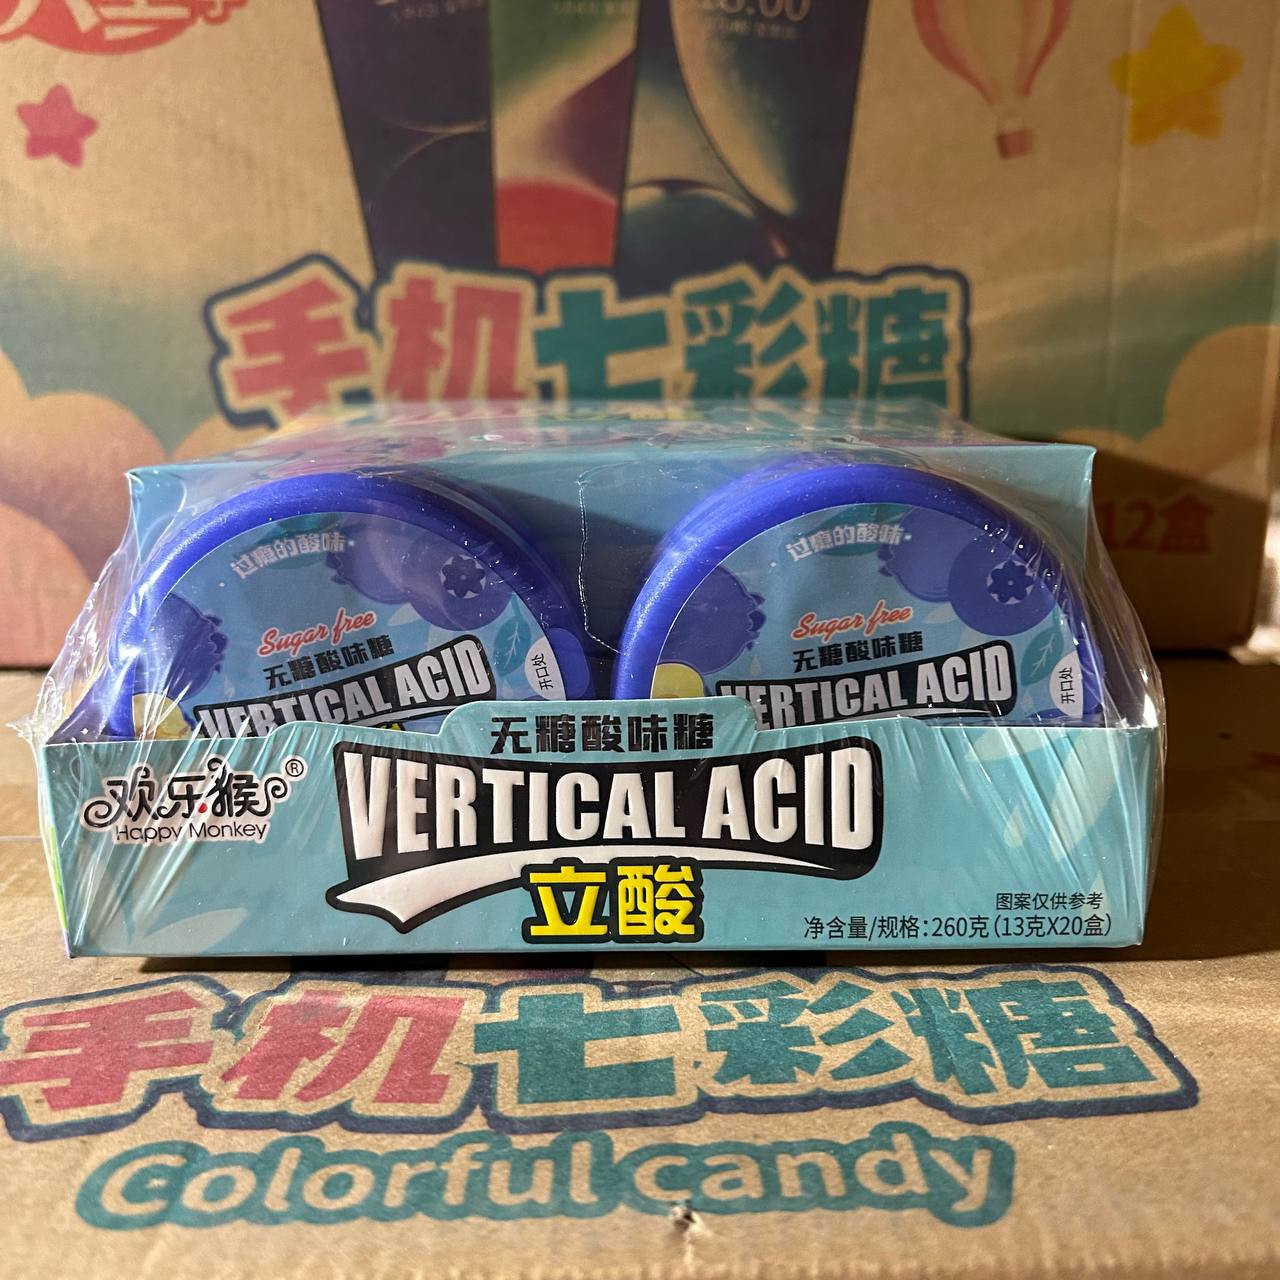 手机七彩糖
12盒
过瘾的酸味
Sugar free
无糖酸味糖
VERTICAL ACID
开口处
过瘾的酸味
Sugar free
无糖酸味糖
VERTICAL ACID
开口处
无糖酸味糖
欢乐猴®
Happy Monkey
VERTICAL ACID
立酸
图案仅供参考
净含量/规格:260克(13克X20盒)
手机七彩糖
Colorful candy